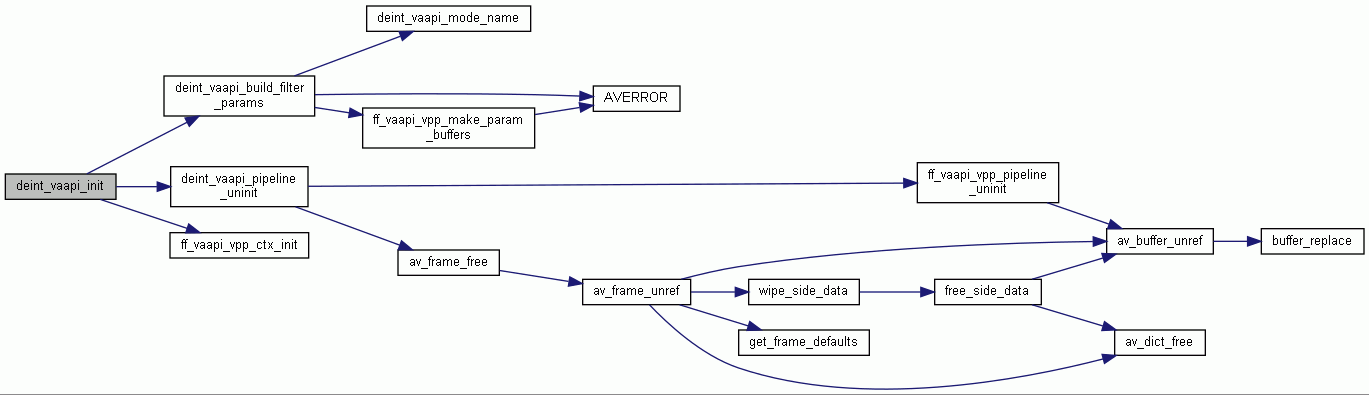 deint_vaapi_mode_name
deint_vaapi_build_filter
_params
AVERROR
ff_vaapi_vpp_make_param
_buffers
deint_vaapi_init
deint_vaapi_pipeline
_uninit
ff_vaapi_vpp_pipeline
_uninit
ff_vaapi_vpp_ctx_init
av_buffer_unref
buffer_replace
av_frame_free
av_frame_unref
wipe_side_data
free_side_data
get_frame_defaults
av_dict_free